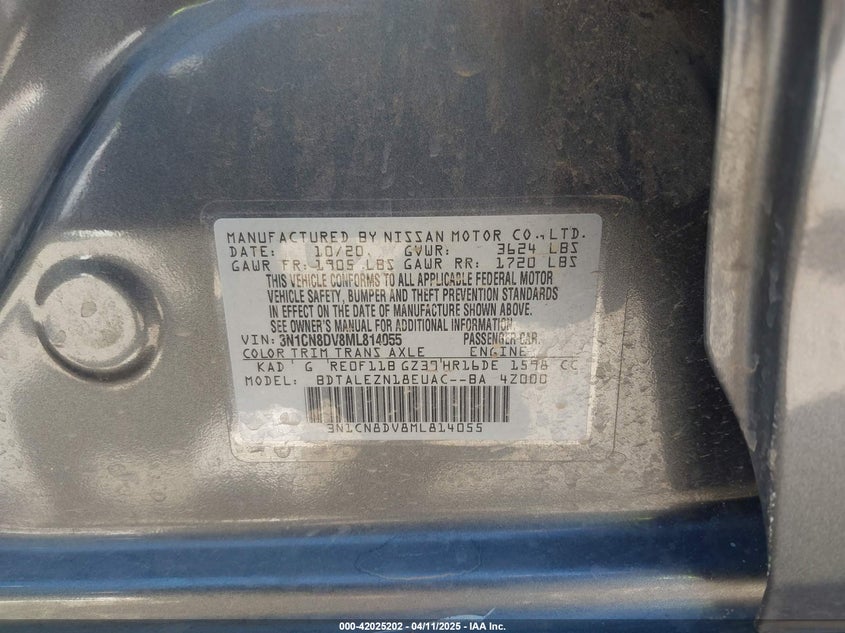 MANUFACTURED BY NISSAN MOTOR CO.,LTD.
DATE: 10/20 GVWR: 3624 LBS
GAWR FR: 1905 LBS GAWR RR: 1720 LBS
THIS VEHICLE CONFORMS TO ALL APPLICABLE FEDERAL MOTOR
VEHICLE SAFETY, BUMPER AND THEFT PREVENTION STANDARDS
IN EFFECT ON THE DATE OF MANUFACTURE SHOWN ABOVE.
SEE OWNER'S MANUAL FOR ADDITIONAL INFORMATION
VIN: 3N1CN8DV8ML814055 PASSENGER CAR
COLOR TRIM TRANS AXLE ENGINE
KAD G RE0F11B GZ39 HR16DE 1598 CC
MODEL: BDTALEZN18EUAC--BA 4Z000
3N1CN8DV8ML814055
000-42025202 - 04/11/2025 - IAA Inc.